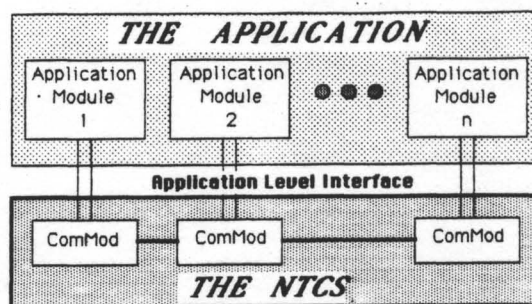 THE APPLICATION
Application
Module
1
Application
Module
2
Application
Module
n
Application Level Interface
ComMod
ComMod
ComMod
THE NTCS